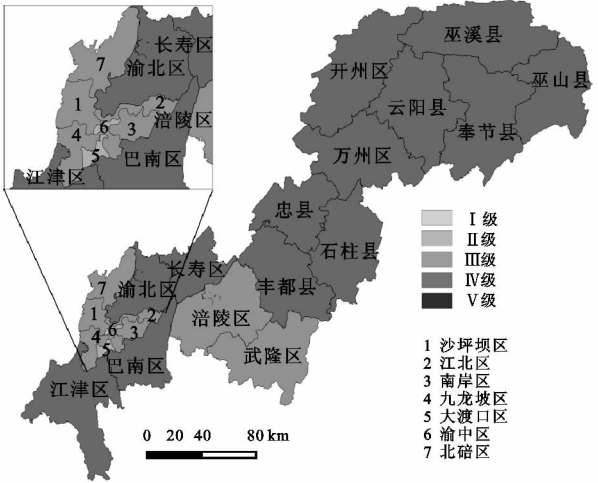 长寿区
渝北区
7
1
2
涪陵区
6
3
4
5
巴南区
江津区
巫溪县
开州区
巫山县
云阳县
奉节县
万州区
忠县
石柱县
丰都县
长寿区
7
渝北区
1
2
涪陵区
6
3
4
5
武隆区
巴南区
江津区
Ⅰ级
Ⅱ级
Ⅲ级
Ⅳ级
Ⅴ级
1 沙坪坝区
2 江北区
3 南岸区
4 九龙坡区
5 大渡口区
6 渝中区
7 北碚区
0 20 40 80 km